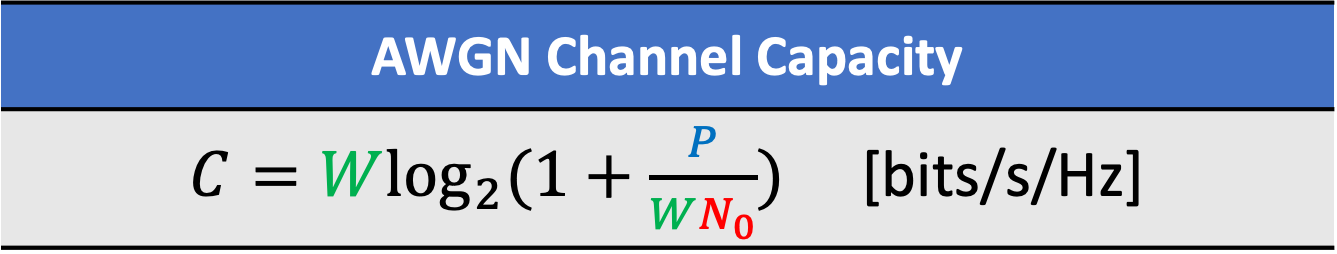 AWGN Channel Capacity
C = W log₂(1 + P/(W N₀)) [bits/s/Hz]